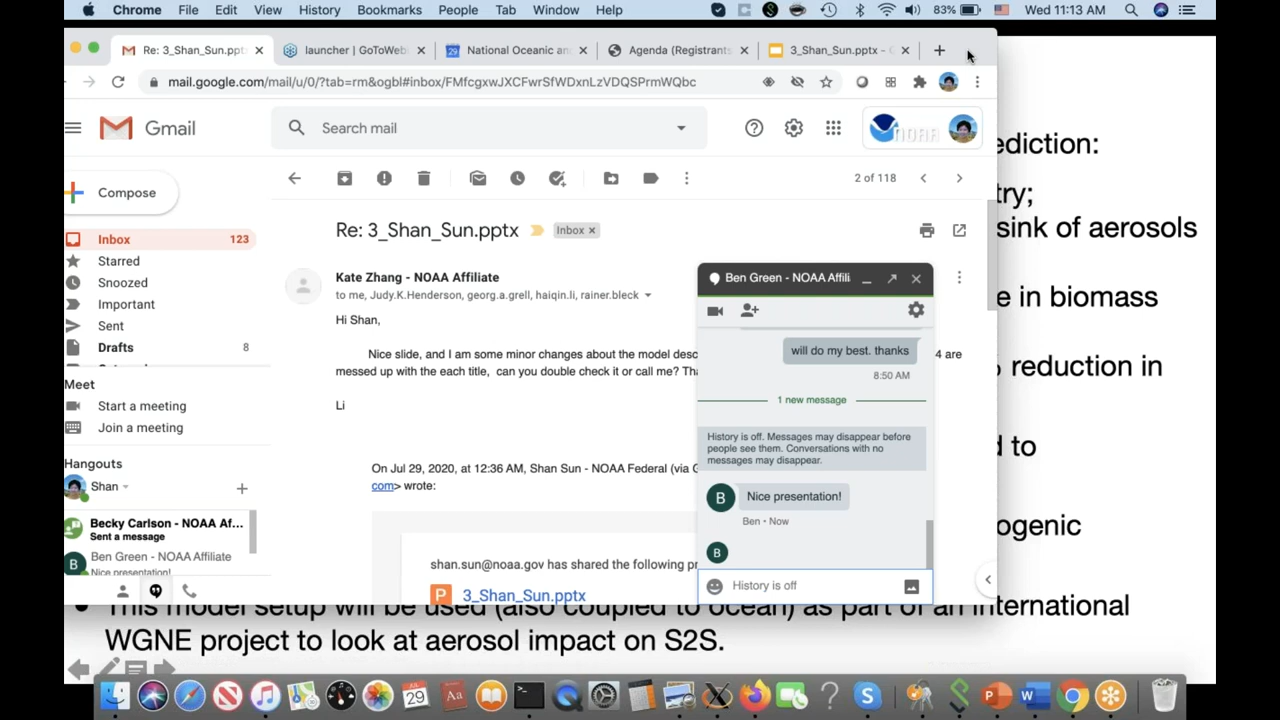 Chrome File Edit View History Bookmarks People Tab Window Help 83% Wed 11:13 AM
Re: 3_Shan_Sun.ppt launcher | GoToWeb National Oceanic an Agenda (Registrants 3_Shan_Sun.pptx - G
mail.google.com/mail/u/0/?tab=rm&ogbl#inbox/FMfcgxwJXCFwrSfWDxnLzVDQSPrmWQbc
Gmail
Search mail
NOAA
ediction:
Compose
2 of 118
try;
Re: 3_Shan_Sun.pptx Inbox
sink of aerosols
Inbox 123
Starred
Snoozed
Important
Sent
Drafts 8
Kate Zhang - NOAA Affiliate
to me, Judy.K.Henderson, georg.a.grell, haiqin.li, rainer.bleck
Hi Shan,
Nice slide, and I am some minor changes about the model desc
4 are
messed up with the each title, can you double check it or call me? Tha
Li
On Jul 29, 2020, at 12:36 AM, Shan Sun - NOAA Federal (via G
com> wrote:
shan.sun@noaa.gov has shared the following pr
P 3_Shan_Sun.pptx
Ben Green - NOAA Affili
will do my best. thanks
8:50 AM
1 new message
History is off. Messages may disappear before
people see them. Conversations with no
messages may disappear.
B Nice presentation!
Ben • Now
B
History is off
e in biomass
% reduction in
d to
ogenic
Meet
Start a meeting
Join a meeting
Hangouts
Shan
Becky Carlson - NOAA Af...
Sent a message
B Ben Green - NOAA Affiliate
Nice presentation!
• This model setup will be used (also coupled to ocean) as part of an international
WGNE project to look at aerosol impact on S2S.
JUL
29
Aa